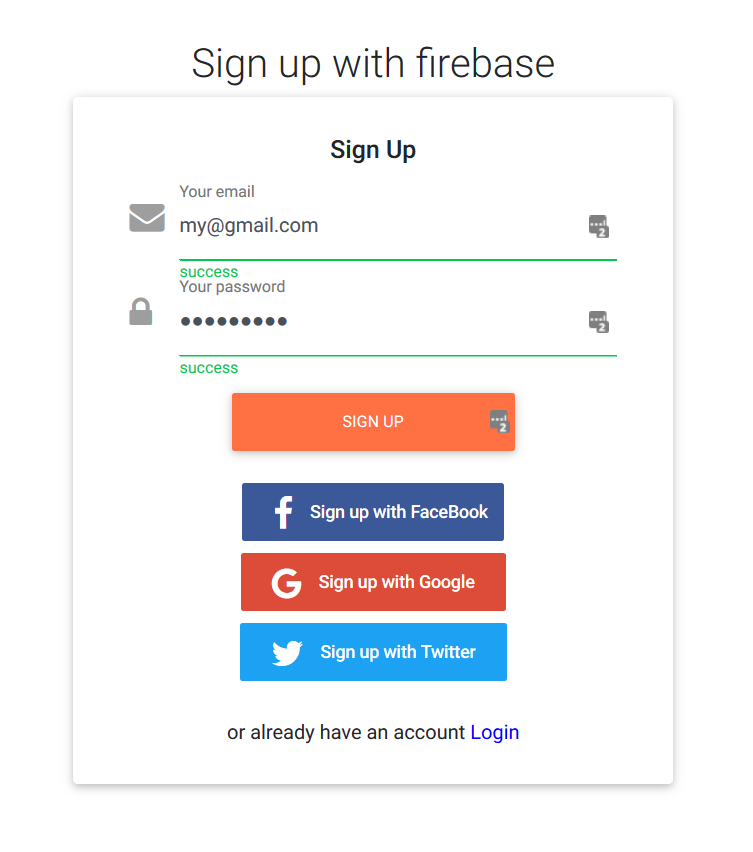 Sign up with firebase
Sign Up
Your email
my@gmail.com
success
Your password
•••••••••
success
SIGN UP
Sign up with FaceBook
Sign up with Google
Sign up with Twitter
or already have an account Login